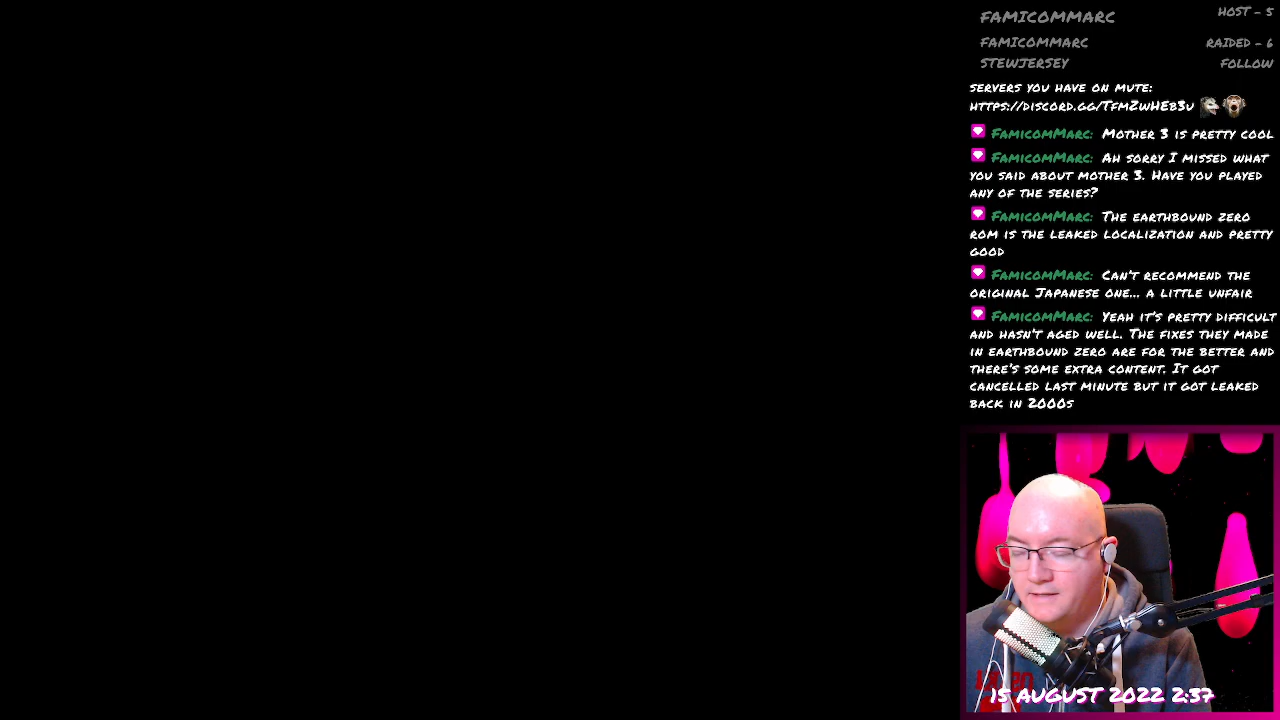 FAMICOMMARC HOST - 5
FAMICOMMARC RAIDED - 6
STEWJERSEY FOLLOW
SERVERS YOU HAVE ON MUTE:
HTTPS://DISCORD.GG/TFMZWHEB3U
FAMICOMMARC: MOTHER 3 IS PRETTY COOL
FAMICOMMARC: AH SORRY I MISSED WHAT
YOU SAID ABOUT MOTHER 3. HAVE YOU PLAYED
ANY OF THE SERIES?
FAMICOMMARC: THE EARTHBOUND ZERO
ROM IS THE LEAKED LOCALIZATION AND PRETTY
GOOD
FAMICOMMARC: CAN'T RECOMMEND THE
ORIGINAL JAPANESE ONE... A LITTLE UNFAIR
FAMICOMMARC: YEAH IT'S PRETTY DIFFICULT
AND HASN'T AGED WELL. THE FIXES THEY MADE
IN EARTHBOUND ZERO ARE FOR THE BETTER AND
THERE'S SOME EXTRA CONTENT. IT GOT
CANCELLED LAST MINUTE BUT IT GOT LEAKED
BACK IN 2000S
15 AUGUST 2022 2:37